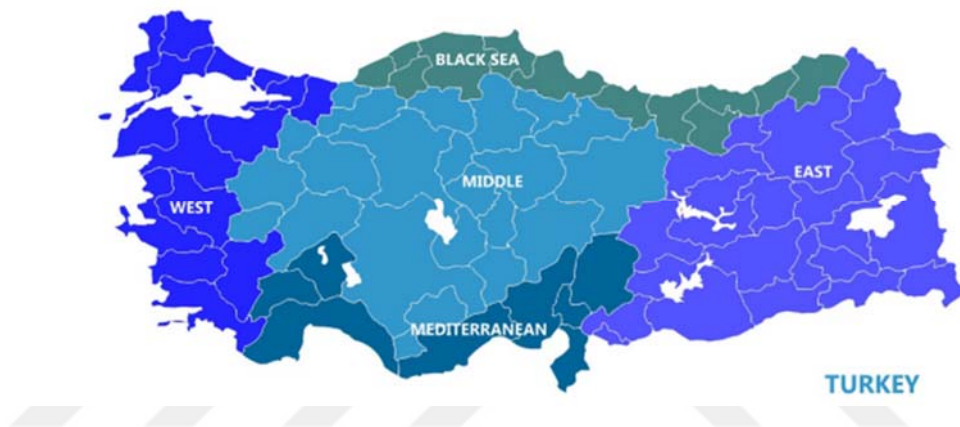 BLACK SEA
EAST
MIDDLE
WEST
MEDITERRANEAN
TURKEY